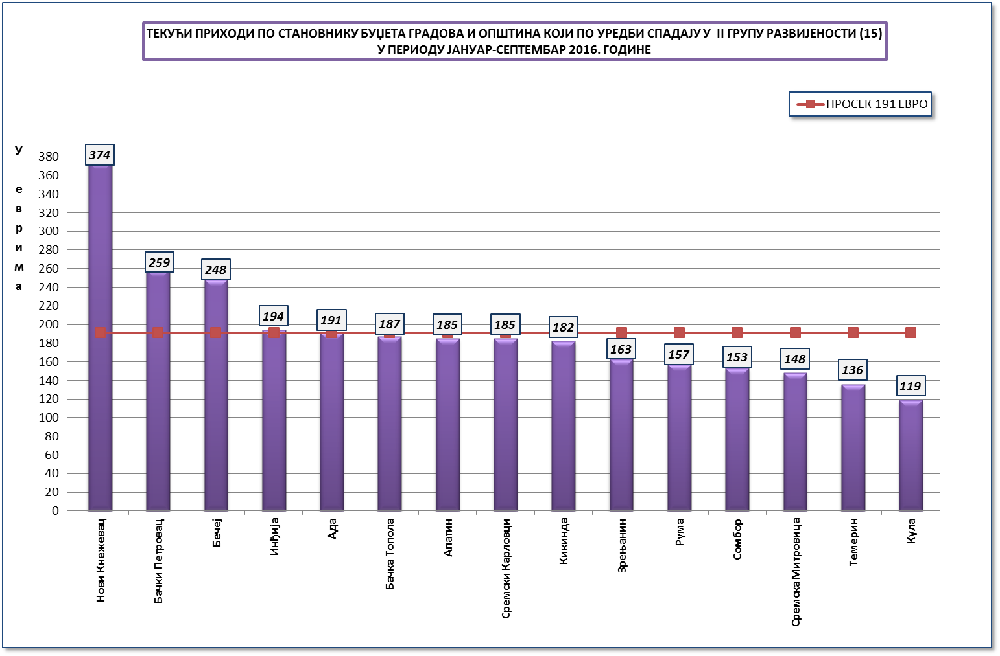 ТЕКУЋИ ПРИХОДИ ПО СТАНОВНИКУ БУЏЕТА ГРАДОВА И ОПШТИНА КОЈИ ПО УРЕДБИ СПАДАЈУ У II ГРУПУ РАЗВИЈЕНОСТИ (15)
У ПЕРИОДУ ЈАНУАР-СЕПТЕМБАР 2016. ГОДИНЕ
ПРОСЕК 191 ЕВРО
У еврима
380
360
340
320
300
280
260
240
220
200
180
160
140
120
100
80
60
40
20
0
374
259
248
194
191
187
185
185
182
163
157
153
148
136
119
Нови Кнежевац
Бачки Петровац
Бечеј
Инђија
Ада
Бачка Топола
Апатин
Сремски Карловци
Кикинда
Зрењанин
Рума
Сомбор
Сремска Митровица
Темерин
Кула